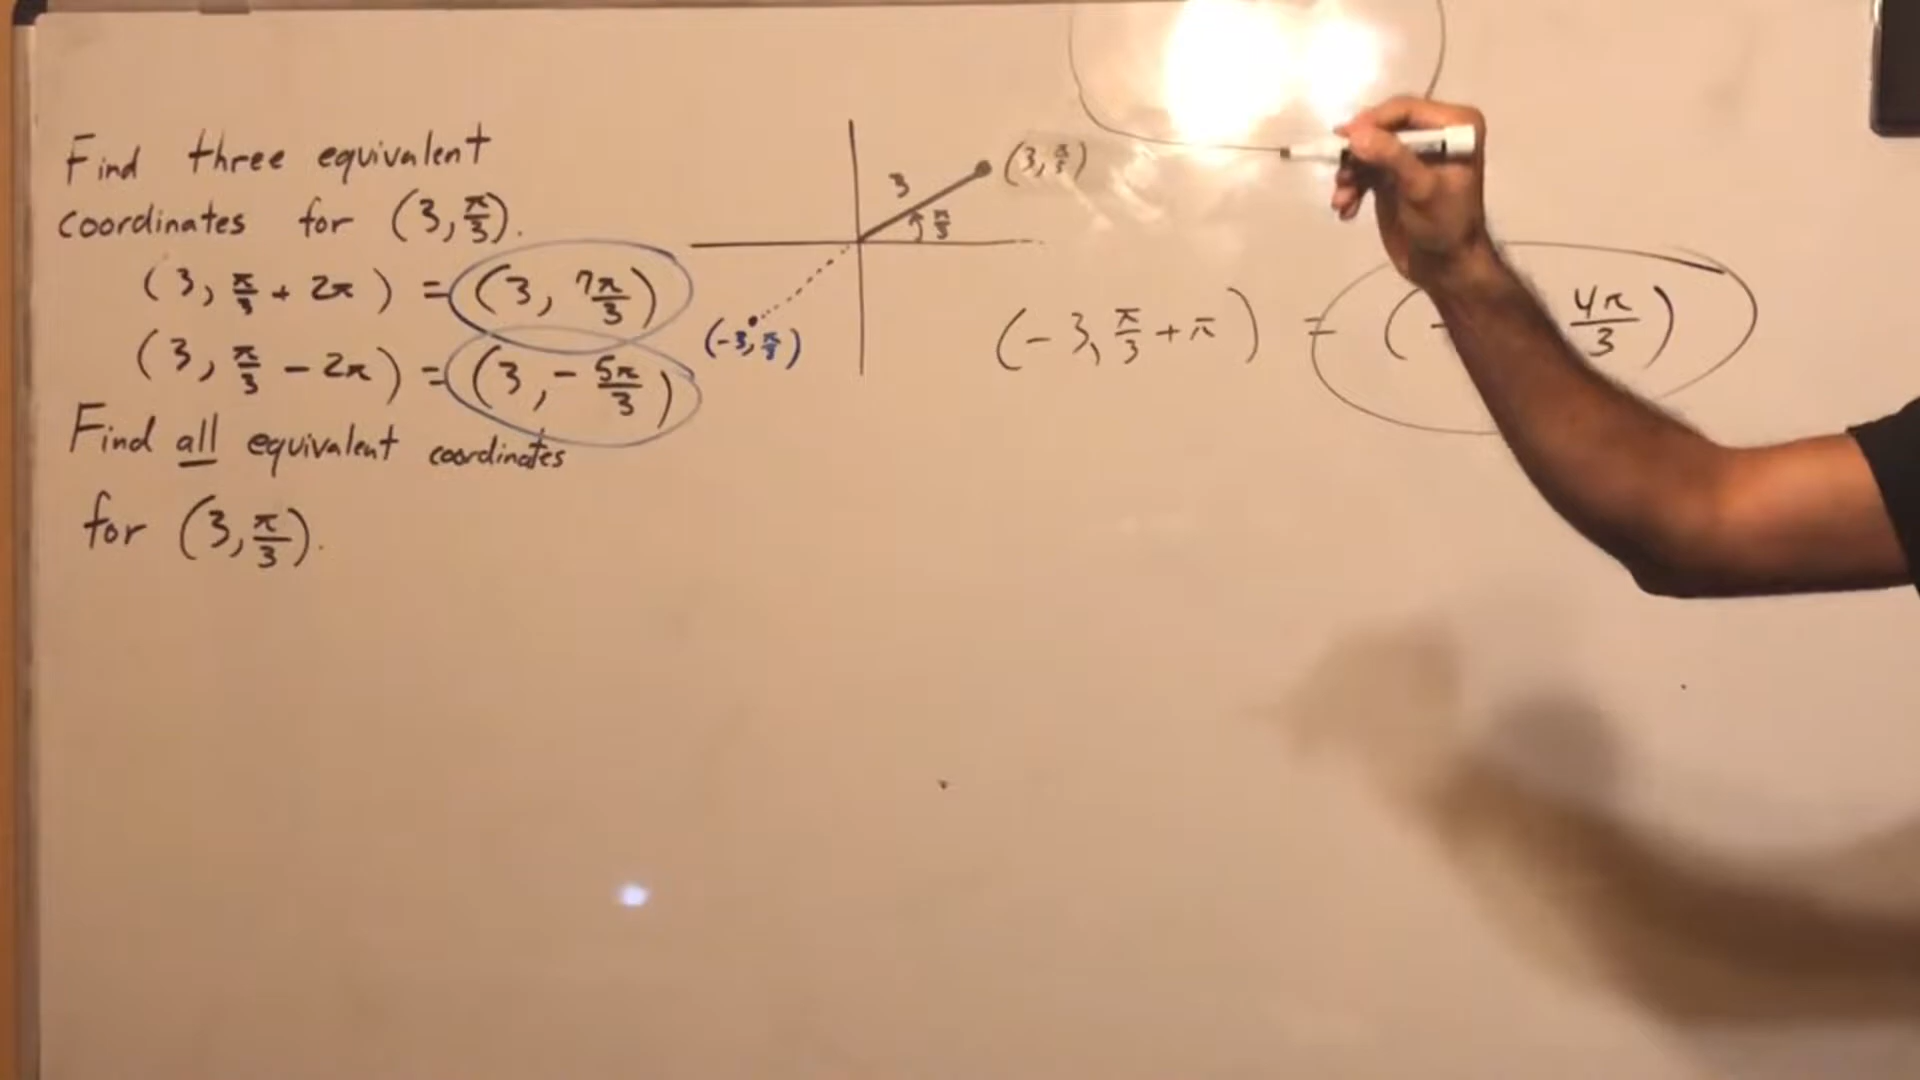 Find three equivalent
coordinates for (3, π/3).
(3, π/3 + 2π) = (3, 7π/3)
(3, π/3 - 2π) = (3, - 5π/3)
Find all equivalent coordinates
for (3, π/3).
3
π/3
(3, π/3)
(-3, π/3)
(-3, π/3 + π) = (- 4π/3)